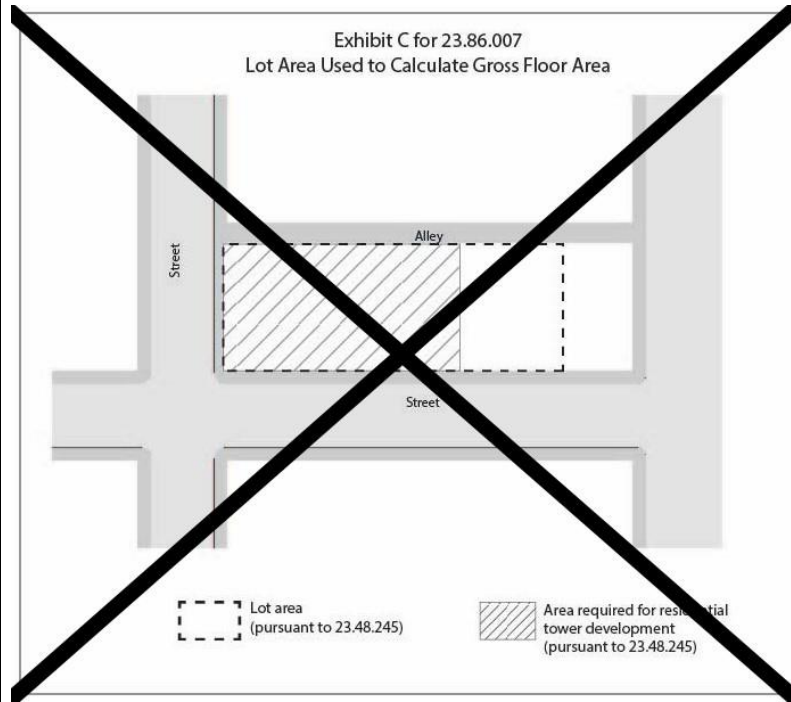 Exhibit C for 23.86.007
Lot Area Used to Calculate Gross Floor Area
Alley
Street
Street
Lot area
(pursuant to 23.48.245)
Area required for residential
tower development
(pursuant to 23.48.245)